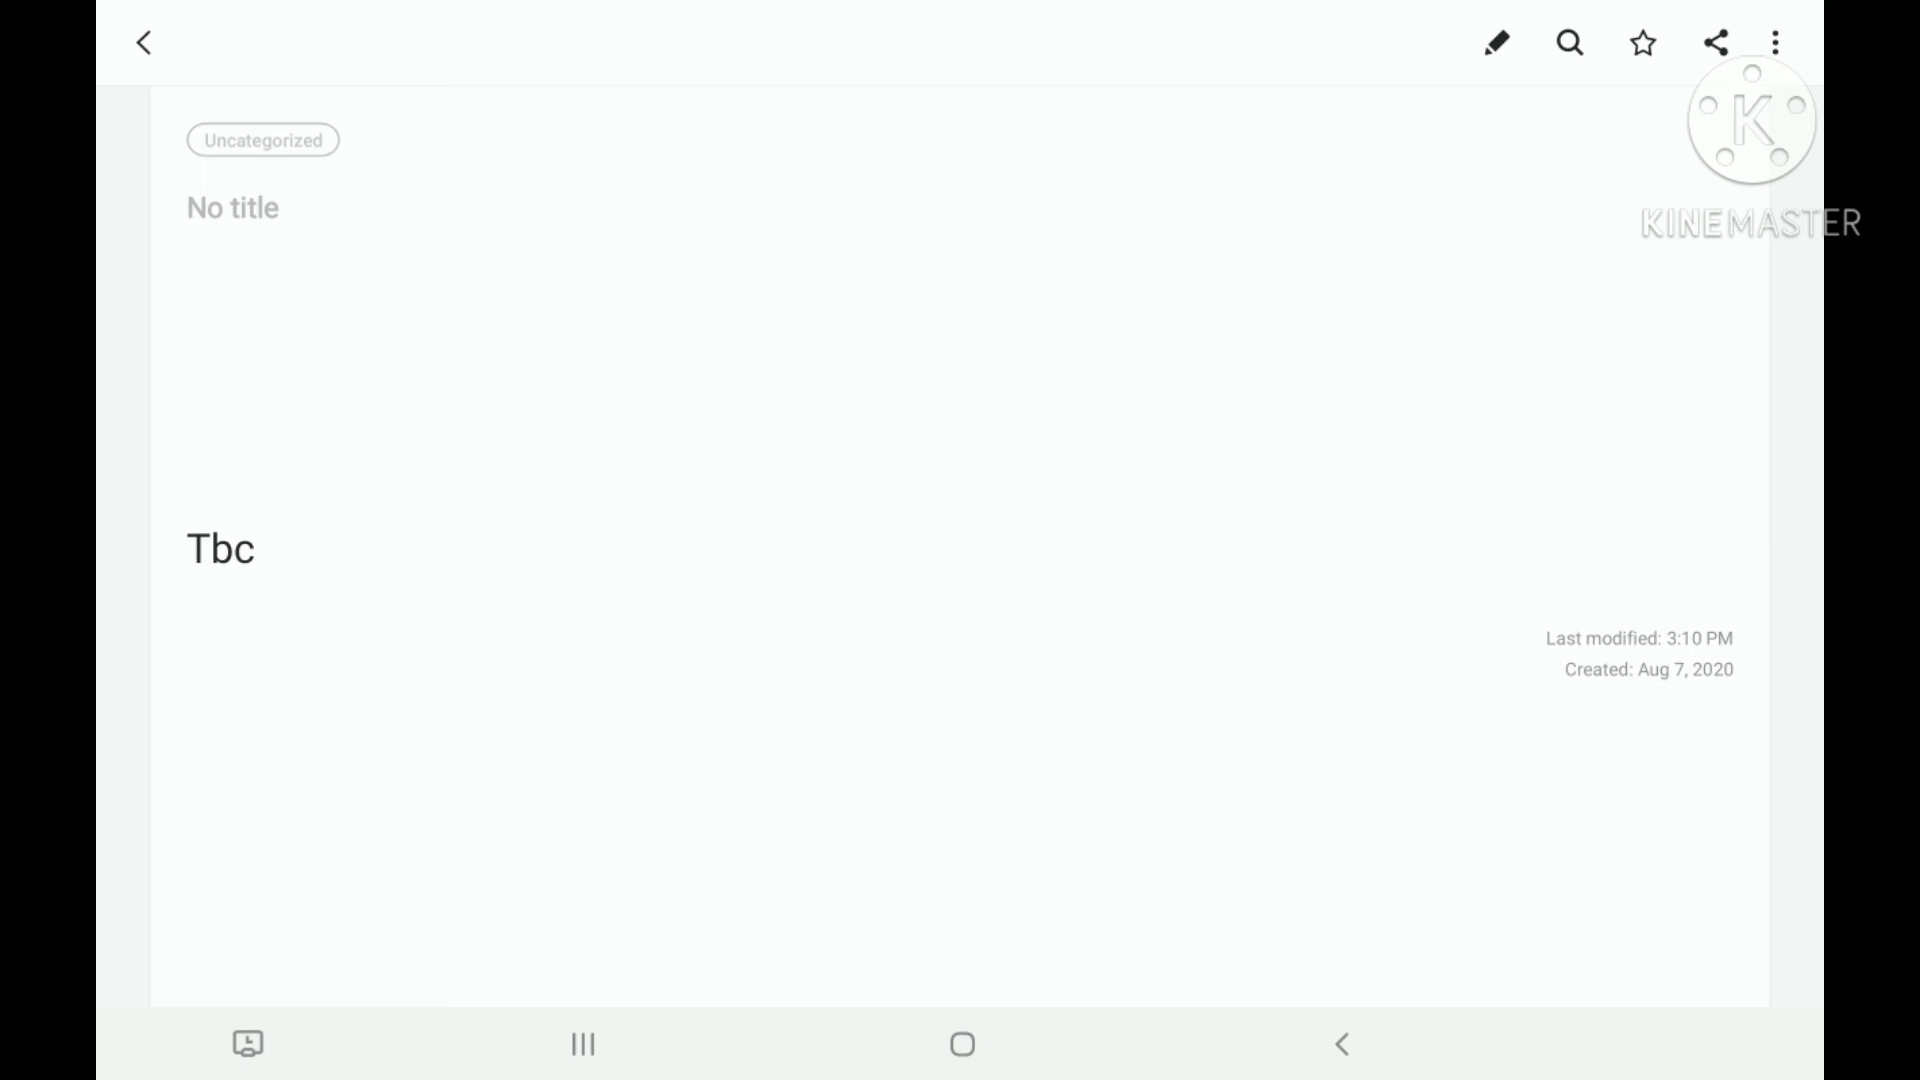 Uncategorized
K
KINEMASTER
No title
Tbc
Last modified: 3:10 PM
Created: Aug 7, 2020